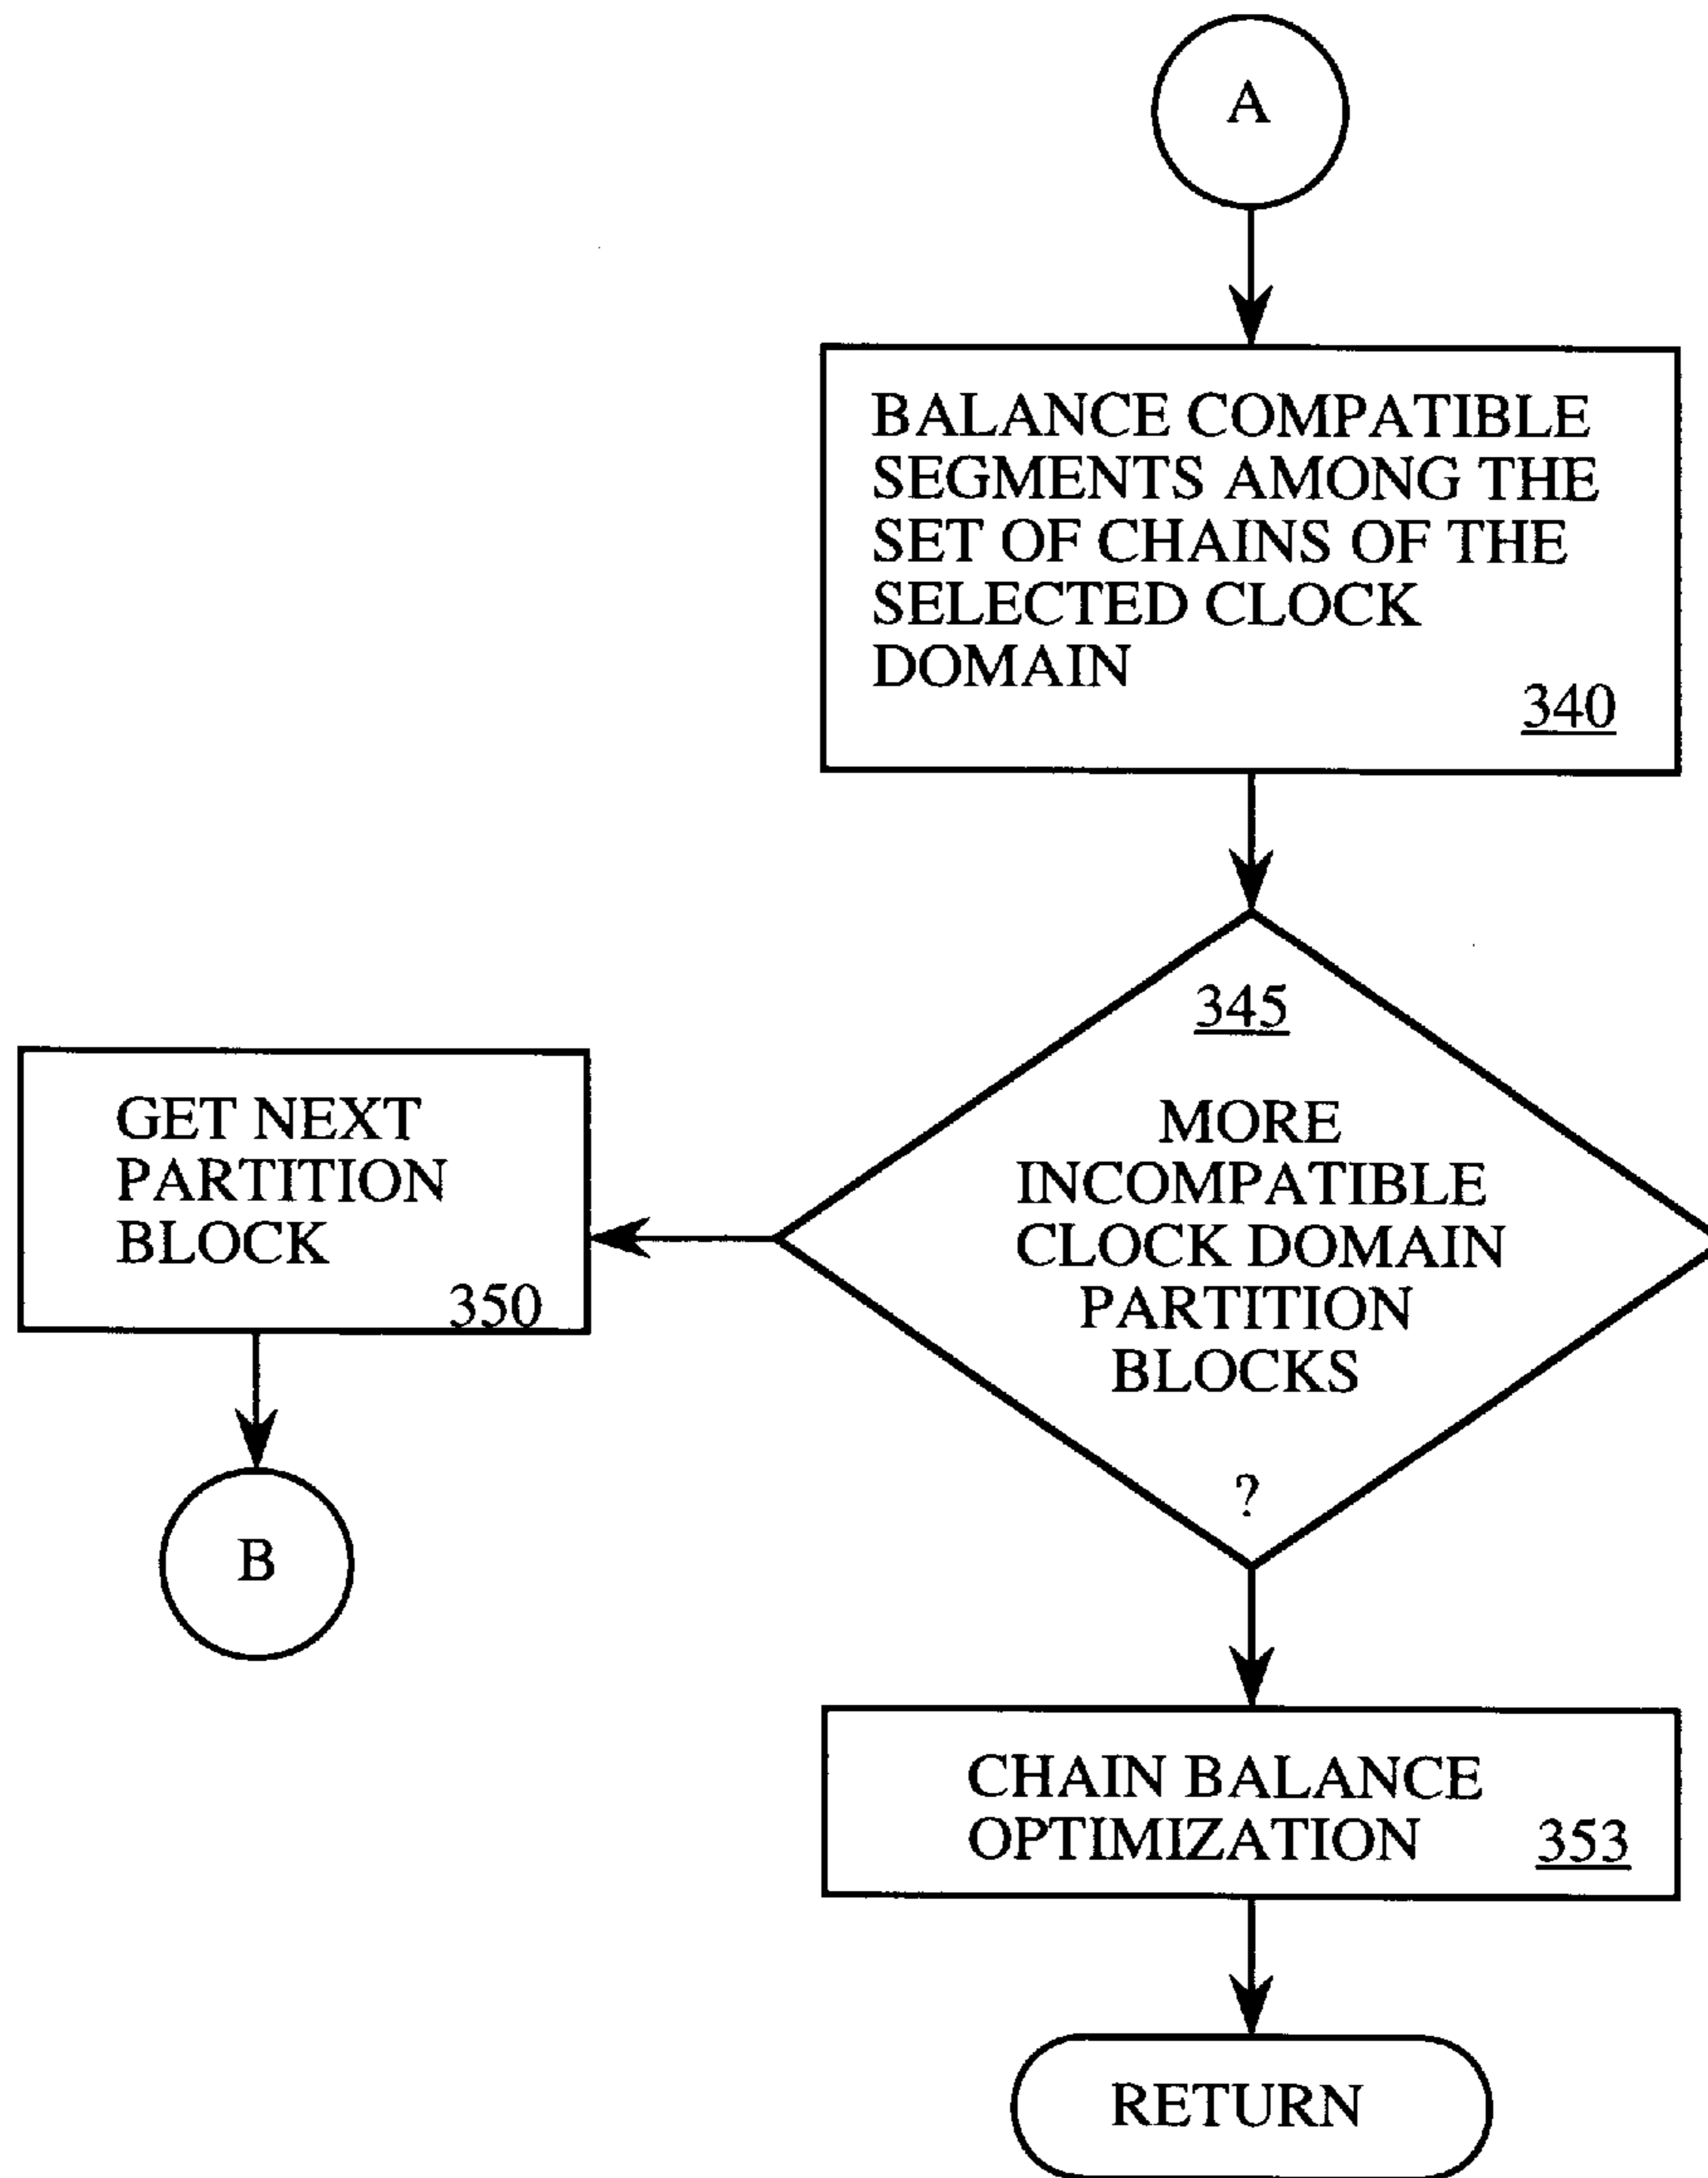 A
BALANCE COMPATIBLE
SEGMENTS AMONG THE
SET OF CHAINS OF THE
SELECTED CLOCK
DOMAIN
340
345
MORE
INCOMPATIBLE
CLOCK DOMAIN
PARTITION
BLOCKS
?
GET NEXT
PARTITION
BLOCK
350
B
CHAIN BALANCE
OPTIMIZATION 353
RETURN